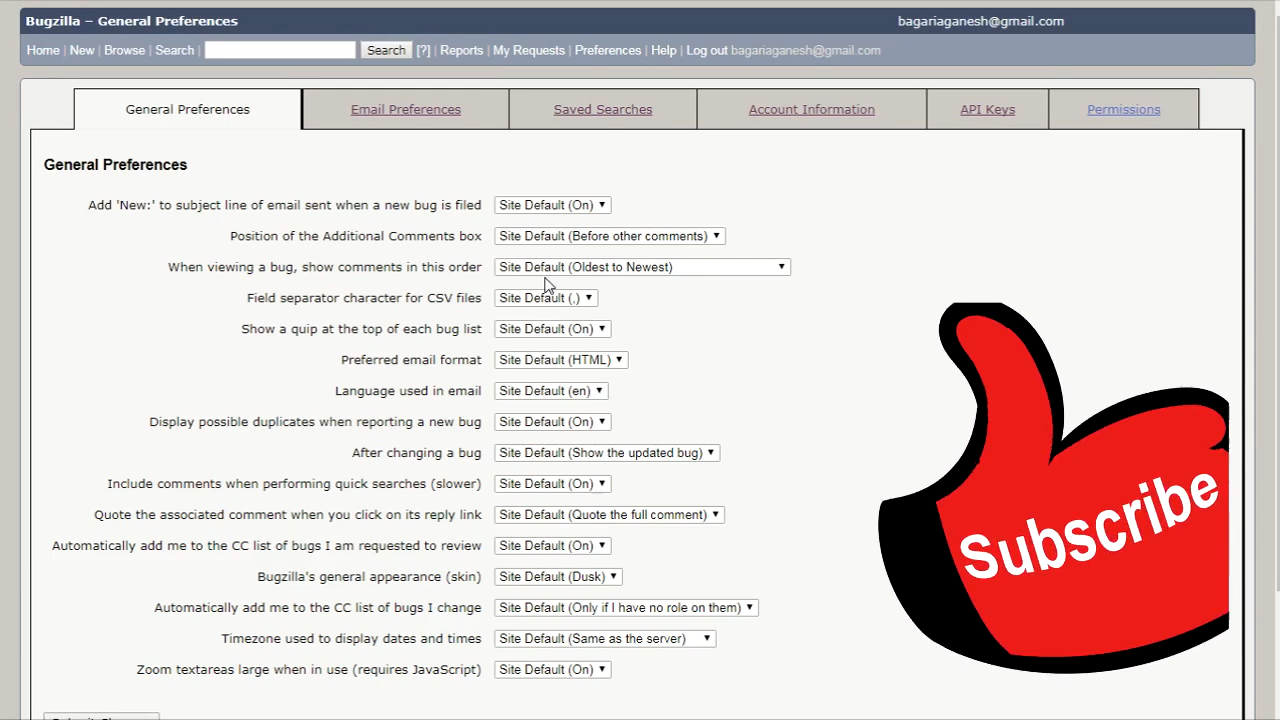 Bugzilla – General Preferences bagariaganesh@gmail.com
Home | New | Browse | Search | Search [?] | Reports | My Requests | Preferences | Help | Log out bagariaganesh@gmail.com
General Preferences Email Preferences Saved Searches Account Information API Keys Permissions
General Preferences
Add 'New:' to subject line of email sent when a new bug is filed Site Default (On)
Position of the Additional Comments box Site Default (Before other comments)
When viewing a bug, show comments in this order Site Default (Oldest to Newest)
Field separator character for CSV files Site Default (,)
Show a quip at the top of each bug list Site Default (On)
Preferred email format Site Default (HTML)
Language used in email Site Default (en)
Display possible duplicates when reporting a new bug Site Default (On)
After changing a bug Site Default (Show the updated bug)
Include comments when performing quick searches (slower) Site Default (On)
Quote the associated comment when you click on its reply link Site Default (Quote the full comment)
Automatically add me to the CC list of bugs I am requested to review Site Default (On)
Bugzilla's general appearance (skin) Site Default (Dusk)
Automatically add me to the CC list of bugs I change Site Default (Only if I have no role on them)
Timezone used to display dates and times Site Default (Same as the server)
Zoom textareas large when in use (requires JavaScript) Site Default (On)
Subscribe